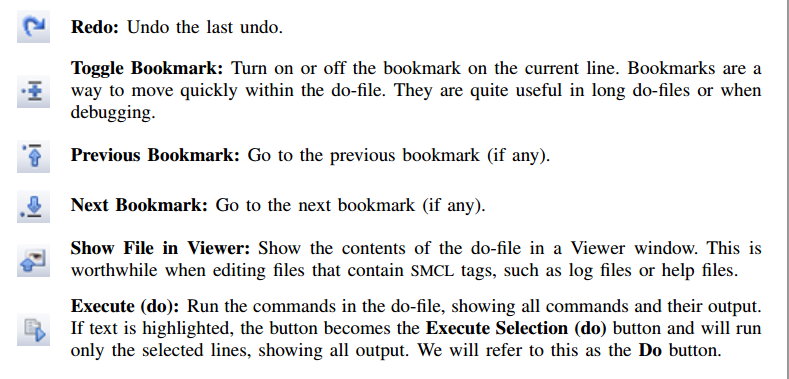 Redo: Undo the last undo.
Toggle Bookmark: Turn on or off the bookmark on the current line. Bookmarks are a
way to move quickly within the do-file. They are quite useful in long do-files or when
debugging.
Previous Bookmark: Go to the previous bookmark (if any).
Next Bookmark: Go to the next bookmark (if any).
Show File in Viewer: Show the contents of the do-file in a Viewer window. This is
worthwhile when editing files that contain SMCL tags, such as log files or help files.
Execute (do): Run the commands in the do-file, showing all commands and their output.
If text is highlighted, the button becomes the Execute Selection (do) button and will run
only the selected lines, showing all output. We will refer to this as the Do button.